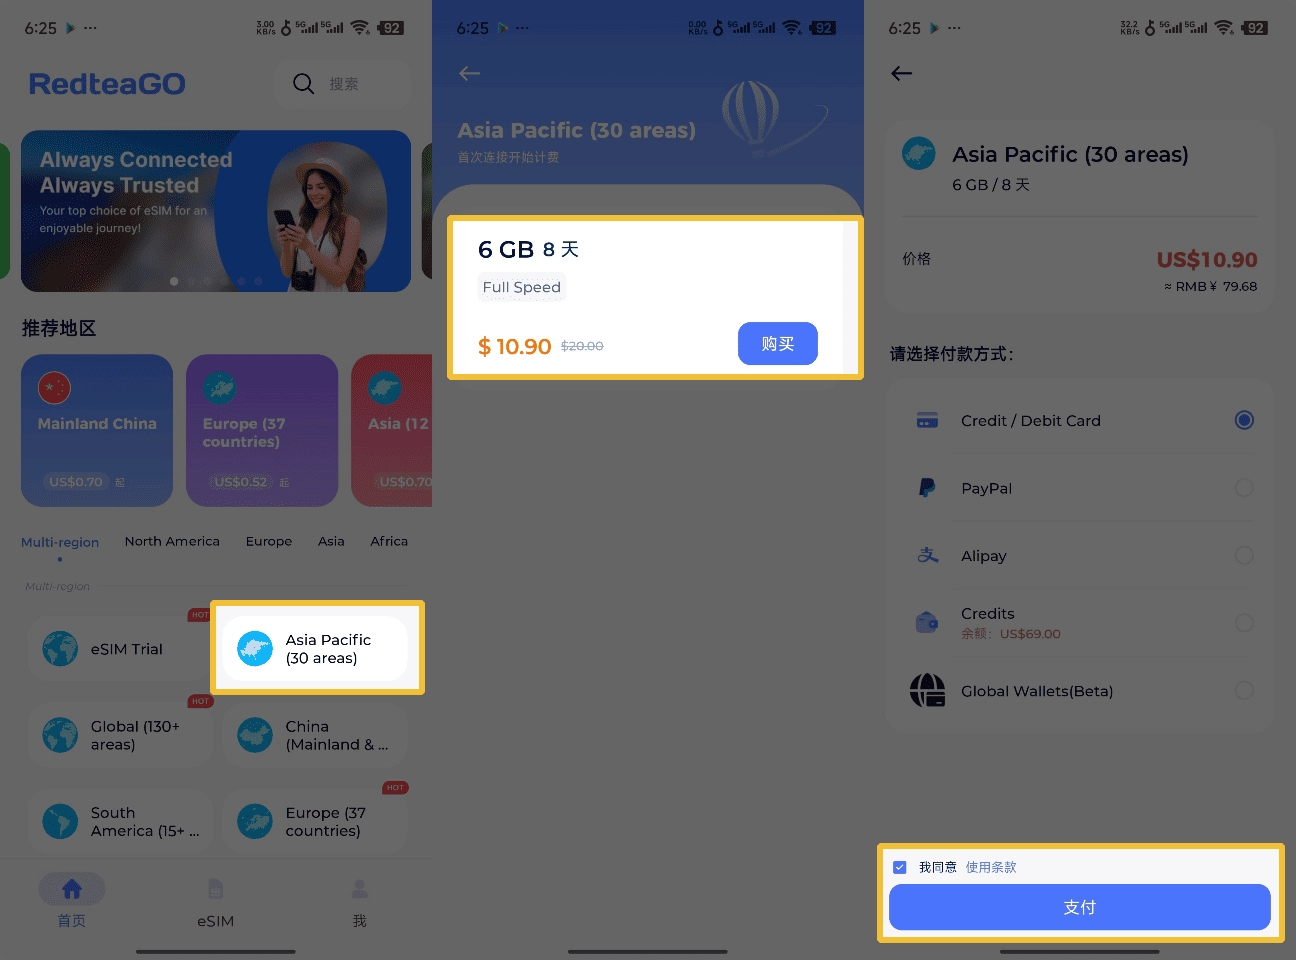 6:25
3.00
KB/s
5G
5G
92
RedteaGO
搜索
Always Connected
Always Trusted
Your top choice of eSIM for an
enjoyable journey!
推荐地区
Mainland China
US$0.70 起
Europe (37
countries)
US$0.52 起
Asia (12
US$0.70
Multi-region
North America
Europe
Asia
Africa
Multi-region
HOT
eSIM Trial
Asia Pacific
(30 areas)
HOT
Global (130+
areas)
China
(Mainland & ...
HOT
South
America (15+ ...
Europe (37
countries)
首页
eSIM
我
6:25
0.00
KB/s
5G
5G
92
Asia Pacific (30 areas)
首次连接开始计费
6 GB 8 天
Full Speed
$ 10.90 $20.00
购买
6:25
32.2
KB/s
5G
5G
92
Asia Pacific (30 areas)
6 GB / 8 天
价格
US$10.90
≈ RMB¥ 79.68
请选择付款方式：
Credit / Debit Card
PayPal
支 Alipay
Credits
余额：US$69.00
Global Wallets(Beta)
我同意 使用条款
支付